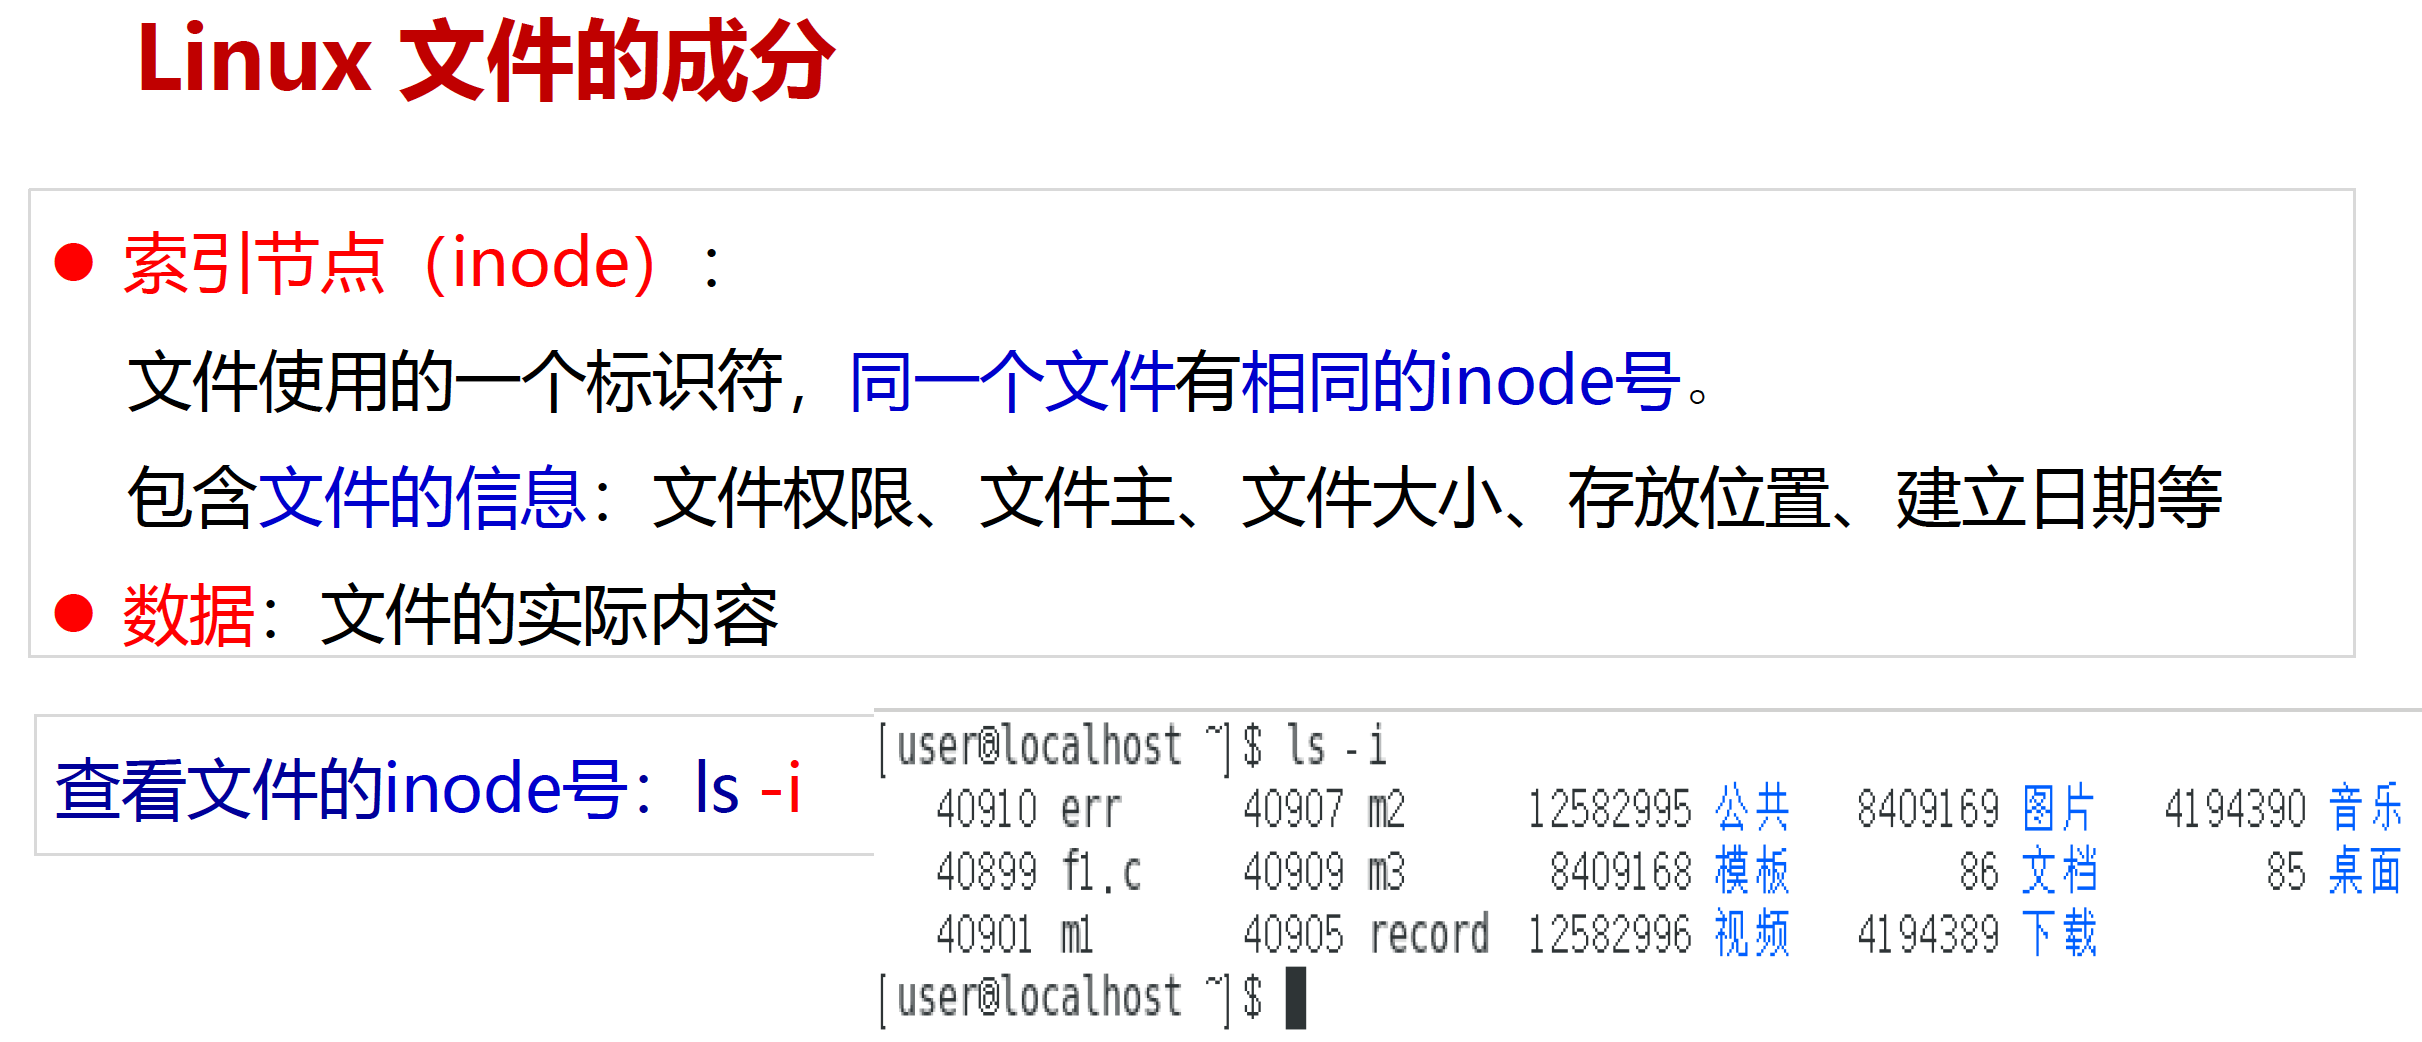 Linux 文件的成分
● 索引节点（inode）：
文件使用的一个标识符，同一个文件有相同的inode号。
包含文件的信息：文件权限、文件主、文件大小、存放位置、建立日期等
● 数据：文件的实际内容
查看文件的inode号：ls -i
[user@localhost ~]$ ls -i
40910 err 40907 m2 12582995 公共 8409169 图片 4194390 音乐
40899 f1.c 40909 m3 8409168 模板 86 文档 85 桌面
40901 m1 40905 record 12582996 视频 4194389 下载
[user@localhost ~]$